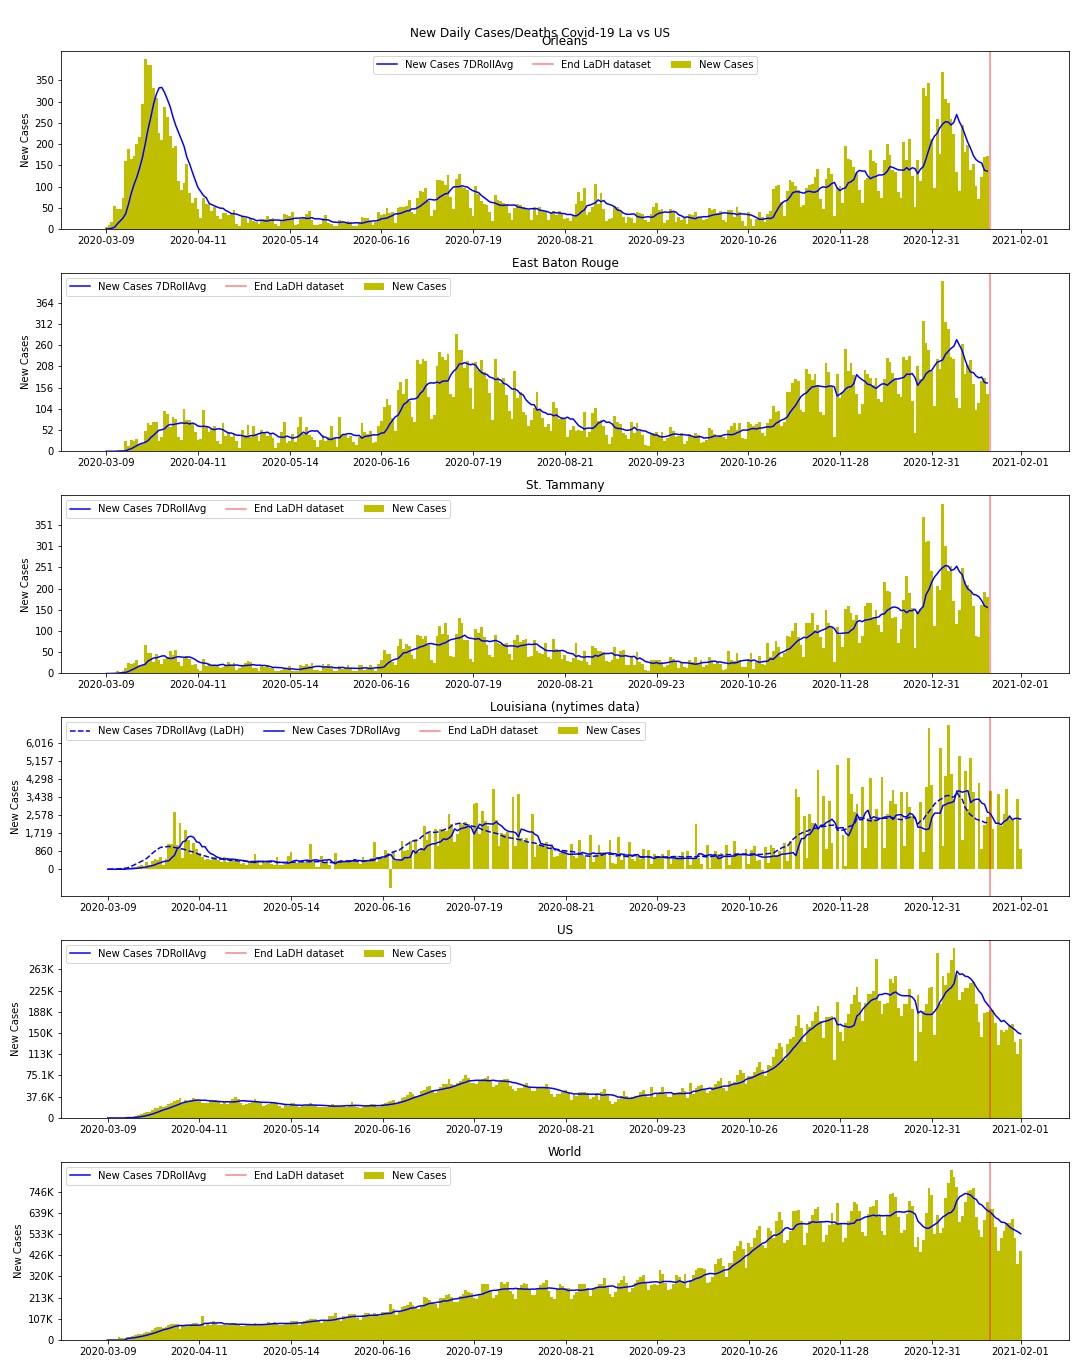 New Daily Cases/Deaths Covid-19 La vs US
Orleans
New Cases 7DRollAvg End LaDH dataset New Cases
New Cases
350
300
250
200
150
100
50
0
2020-03-09 2020-04-11 2020-05-14 2020-06-16 2020-07-19 2020-08-21 2020-09-23 2020-10-26 2020-11-28 2020-12-31 2021-02-01
East Baton Rouge
New Cases 7DRollAvg End LaDH dataset New Cases
New Cases
364
312
260
208
156
104
52
0
2020-03-09 2020-04-11 2020-05-14 2020-06-16 2020-07-19 2020-08-21 2020-09-23 2020-10-26 2020-11-28 2020-12-31 2021-02-01
St. Tammany
New Cases 7DRollAvg End LaDH dataset New Cases
New Cases
351
301
251
200
150
100
50
0
2020-03-09 2020-04-11 2020-05-14 2020-06-16 2020-07-19 2020-08-21 2020-09-23 2020-10-26 2020-11-28 2020-12-31 2021-02-01
Louisiana (nytimes data)
New Cases 7DRollAvg (LaDH) New Cases 7DRollAvg End LaDH dataset New Cases
New Cases
6,016
5,157
4,298
3,438
2,578
1,719
860
0
2020-03-09 2020-04-11 2020-05-14 2020-06-16 2020-07-19 2020-08-21 2020-09-23 2020-10-26 2020-11-28 2020-12-31 2021-02-01
US
New Cases 7DRollAvg End LaDH dataset New Cases
New Cases
263K
225K
188K
150K
113K
75.1K
37.6K
0
2020-03-09 2020-04-11 2020-05-14 2020-06-16 2020-07-19 2020-08-21 2020-09-23 2020-10-26 2020-11-28 2020-12-31 2021-02-01
World
New Cases 7DRollAvg End LaDH dataset New Cases
New Cases
746K
639K
533K
426K
320K
213K
107K
0
2020-03-09 2020-04-11 2020-05-14 2020-06-16 2020-07-19 2020-08-21 2020-09-23 2020-10-26 2020-11-28 2020-12-31 2021-02-01